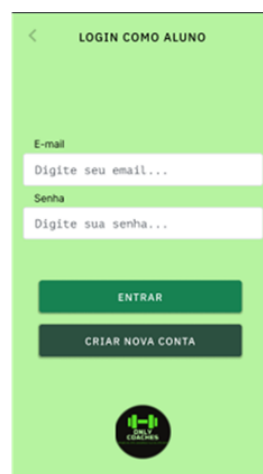 LOGIN COMO ALUNO
E-mail
Digite seu email...
Senha
Digite sua senha...
ENTRAR
CRIAR NOVA CONTA
ONLY
COACHES